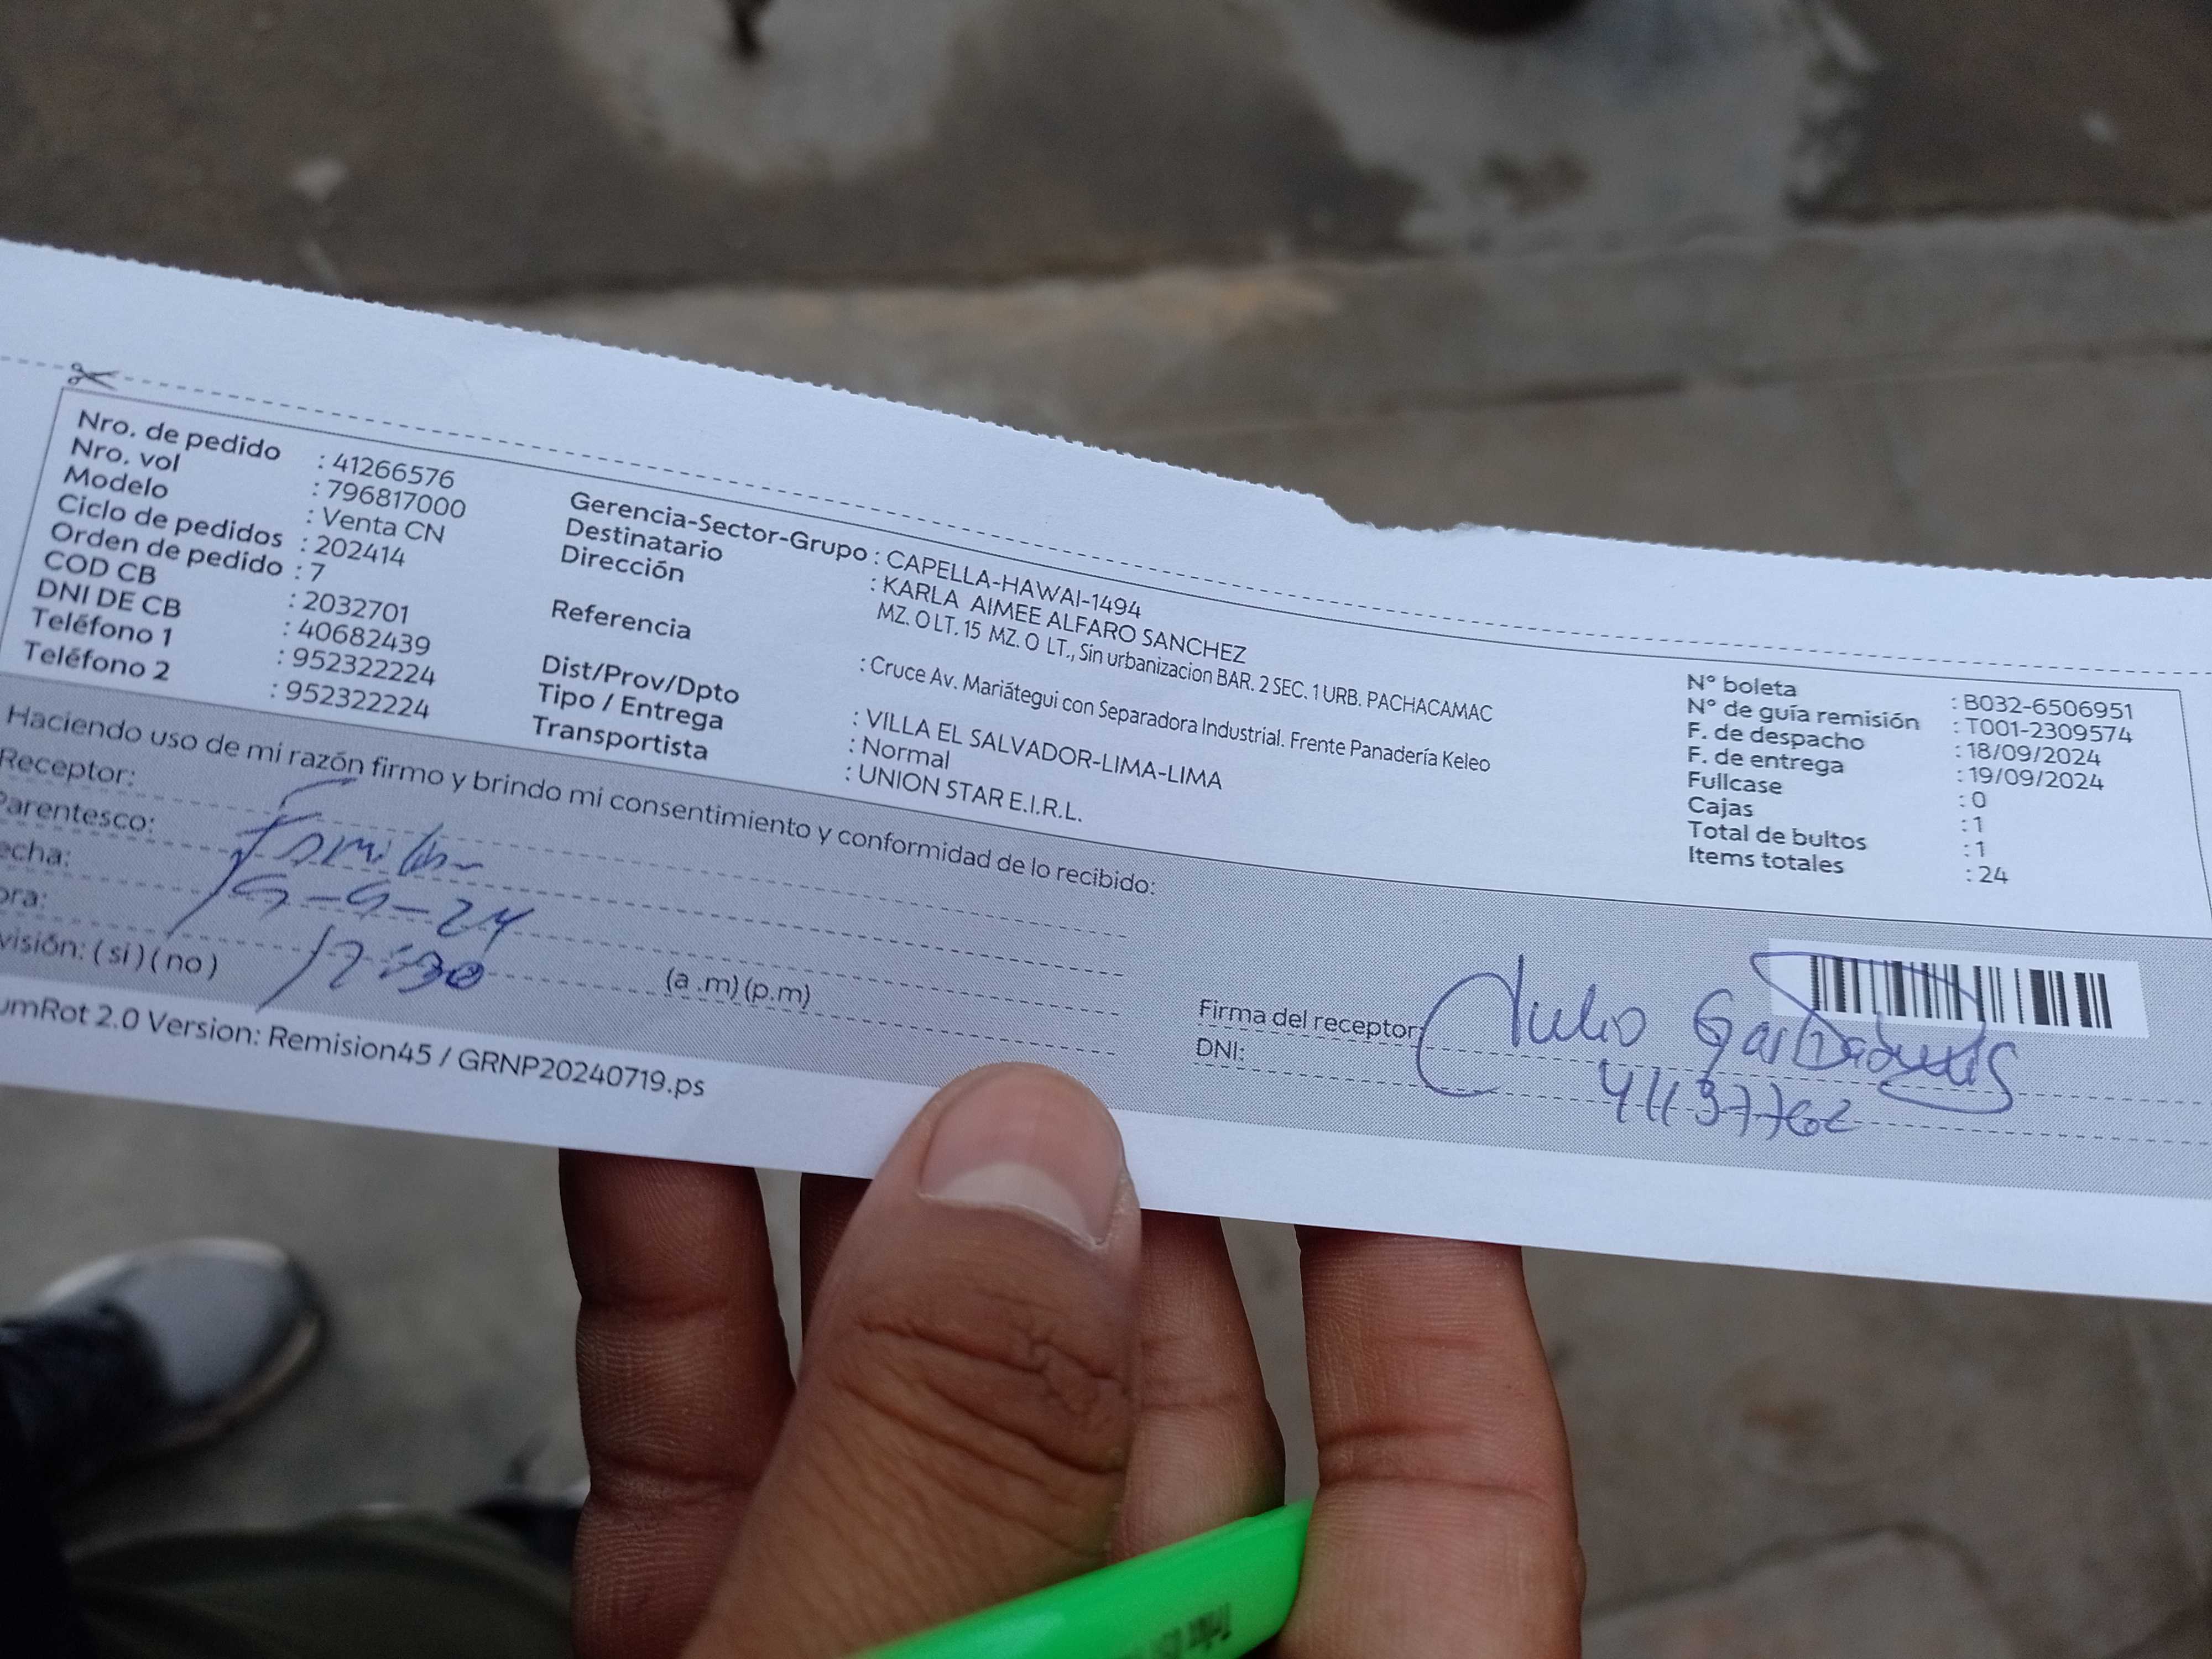 Nro. de pedido : 41266576
Nro. vol : 796817000
Modelo : Venta CN
Ciclo de pedidos : 202414
Orden de pedido : 7
COD CB : 2032701
DNI DE CB : 40682439
Teléfono 1 : 952322224
Teléfono 2 : 952322224
Gerencia-Sector-Grupo : CAPELLA-HAWAI-1494
Destinatario : KARLA AIMEE ALFARO SANCHEZ
Dirección MZ. O LT. 15 MZ. O LT., Sin urbanizacion BAR. 2 SEC. 1 URB. PACHACAMAC
Referencia : Cruce Av. Mariátegui con Separadora Industrial. Frente Panadería Keleo
Dist/Prov/Dpto : VILLA EL SALVADOR-LIMA-LIMA
Tipo / Entrega : Normal
Transportista : UNION STAR E.I.R.L.
N° boleta : B032-6506951
N° de guía remisión : T001-2309574
F. de despacho : 18/09/2024
F. de entrega : 19/09/2024
Fullcase : 0
Cajas : 1
Total de bultos : 1
Items totales : 24
Haciendo uso de mi razón firmo y brindo mi consentimiento y conformidad de lo recibido:
Receptor:
Parentesco:
echa: 19-9-24
ora: 12:30 (a .m) (p.m)
visión: ( si ) ( no )
Firma del receptor: Julio
DNI: 41137762
umRot 2.0 Version: Remision45 / GRNP20240719.ps